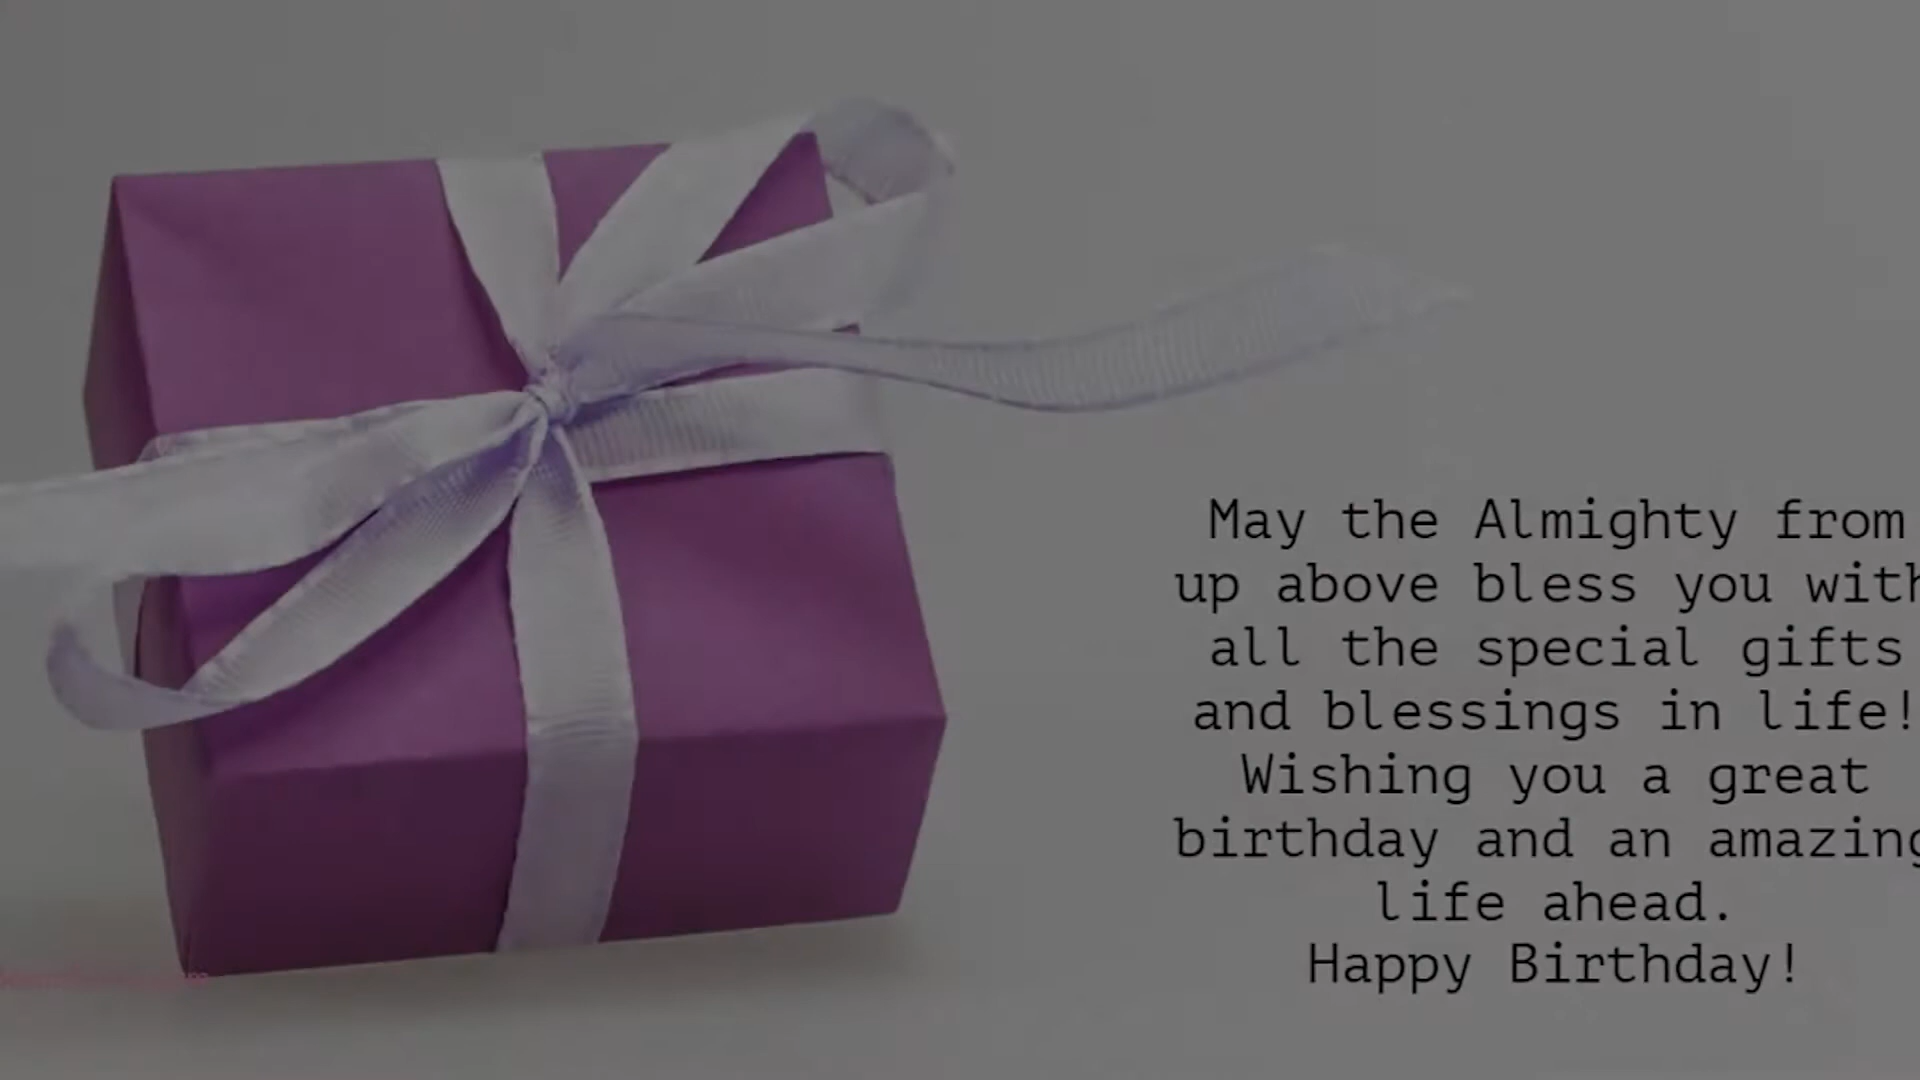 May the Almighty from
up above bless you with
all the special gifts
and blessings in life!
Wishing you a great
birthday and an amazing
life ahead.
Happy Birthday!